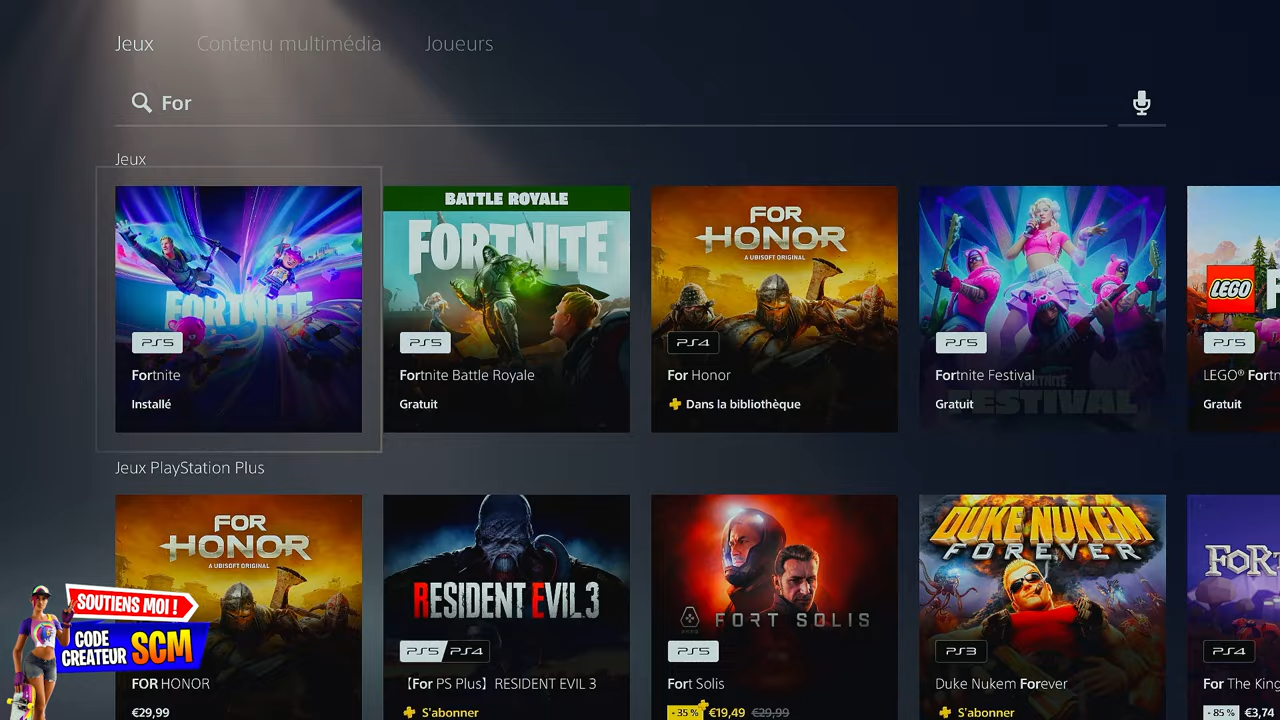 Jeux Contenu multimédia Joueurs
For
Jeux
FORTNITE
PS5
Fortnite
Installé
BATTLE ROYALE
FORTNITE
PS5
Fortnite Battle Royale
Gratuit
FOR
HONOR
A UBISOFT ORIGINAL
PS4
For Honor
Dans la bibliothèque
PS5
Fortnite Festival
FORTNITE
FESTIVAL
Gratuit
LEGO
PS5
LEGO® Fortn
Gratuit
Jeux PlayStation Plus
FOR
HONOR
A UBISOFT ORIGINAL
FOR HONOR
€29,99
RESIDENT EVIL 3
PS5 PS4
【For PS Plus】 RESIDENT EVIL 3
S'abonner
FORT SOLIS
PS5
Fort Solis
- 35 % €19,49 €29,99
DUKE NUKEM
FOREVER
PS3
Duke Nukem Forever
S'abonner
PS4
For The King
- 85 % €3,74
SOUTIENS MOI !
CODE
CREATEUR SCM